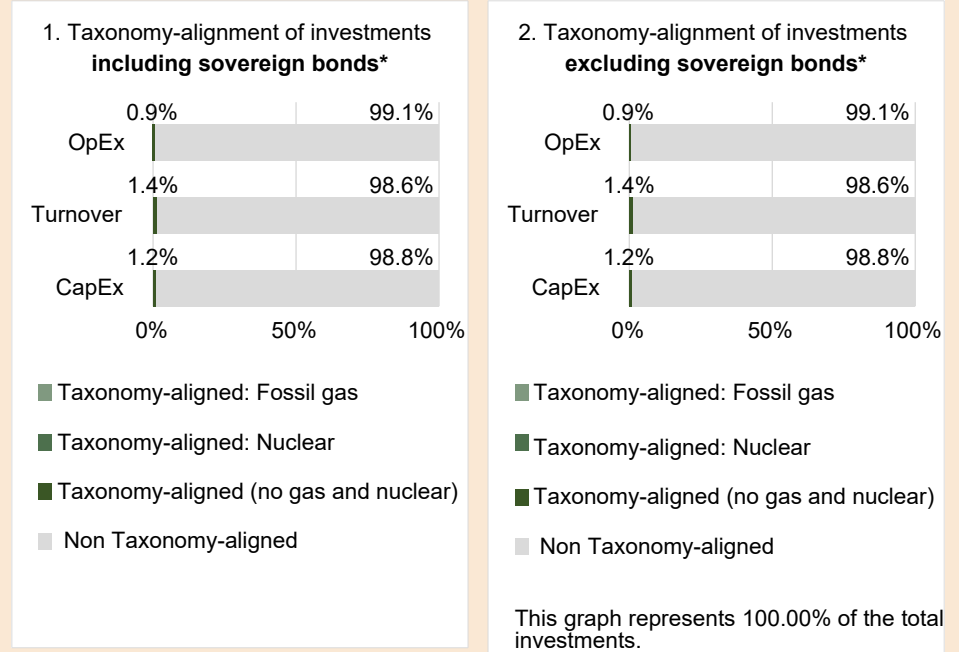 1. Taxonomy-alignment of investments
including sovereign bonds*
0.9% 99.1%
OpEx
1.4% 98.6%
Turnover
1.2% 98.8%
CapEx
0% 50% 100%
Taxonomy-aligned: Fossil gas
Taxonomy-aligned: Nuclear
Taxonomy-aligned (no gas and nuclear)
Non Taxonomy-aligned
2. Taxonomy-alignment of investments
excluding sovereign bonds*
0.9% 99.1%
OpEx
1.4% 98.6%
Turnover
1.2% 98.8%
CapEx
0% 50% 100%
Taxonomy-aligned: Fossil gas
Taxonomy-aligned: Nuclear
Taxonomy-aligned (no gas and nuclear)
Non Taxonomy-aligned
This graph represents 100.00% of the total
investments.